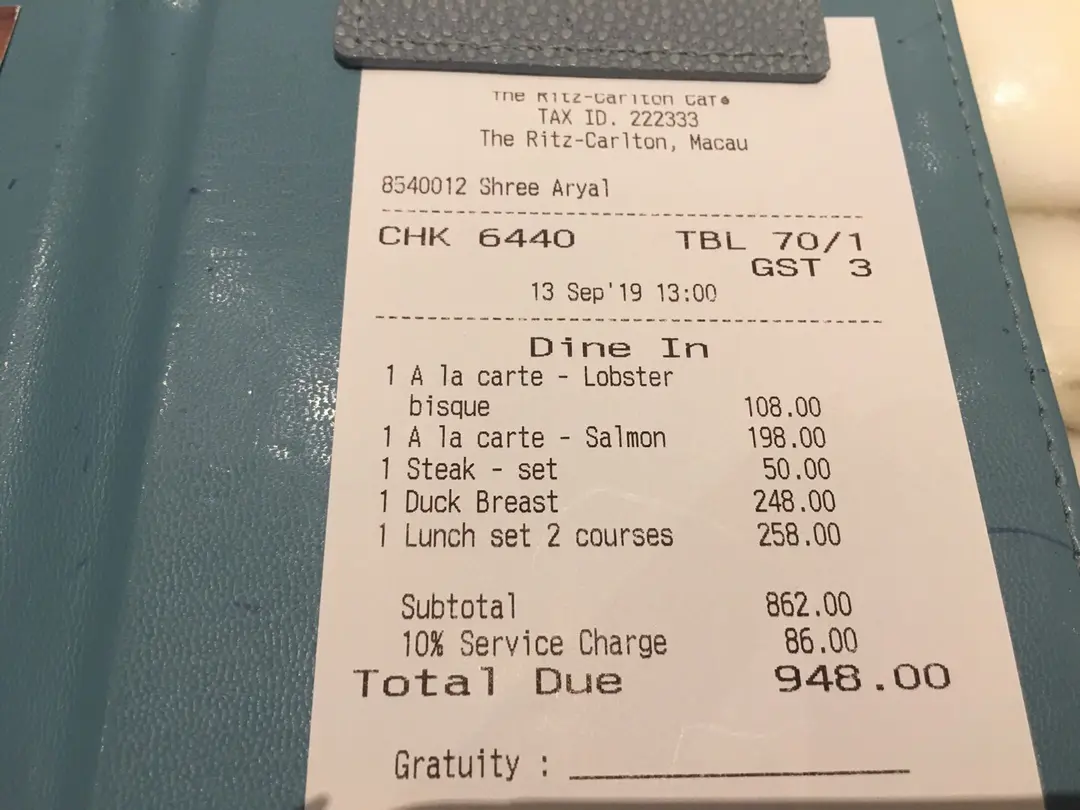 The Ritz-Carlton Café
TAX ID. 222333
The Ritz-Carlton, Macau
8540012 Shree Aryal
CHK 6440 TBL 70/1
GST 3
13 Sep'19 13:00
Dine In
1 A la carte - Lobster
bisque 108.00
1 A la carte - Salmon 198.00
1 Steak - set 50.00
1 Duck Breast 248.00
1 Lunch set 2 courses 258.00
Subtotal 862.00
10% Service Charge 86.00
Total Due 948.00
Gratuity :